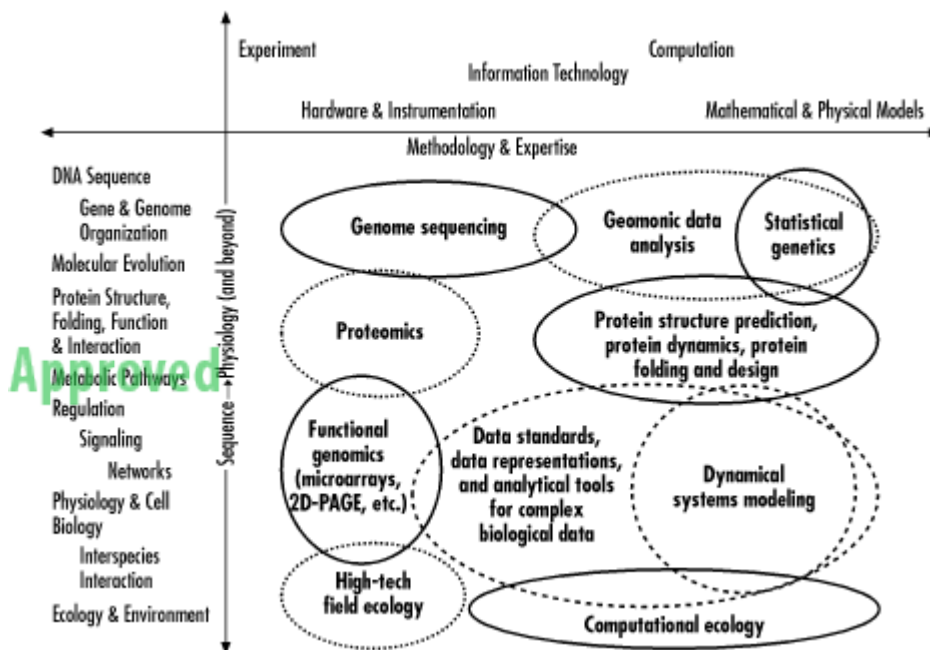 Experiment
Computation
Information Technology
Hardware & Instrumentation
Mathematical & Physical Models
Methodology & Expertise
DNA Sequence
Gene & Genome
Organization
Molecular Evolution
Protein Structure,
Folding, Function
& Interaction
Metabolic Pathways
Regulation
Signaling
Networks
Physiology & Cell
Biology
Interspecies
Interaction
Ecology & Environment
Approved
Sequence → Physiology (and beyond)
Genome sequencing
Geomonic data
analysis
Statistical
genetics
Proteomics
Protein structure prediction,
protein dynamics, protein
folding and design
Functional
genomics
(microarrays,
2D-PAGE, etc.)
Data standards,
data representations,
and analytical tools
for complex
biological data
Dynamical
systems modeling
High-tech
field ecology
Computational ecology